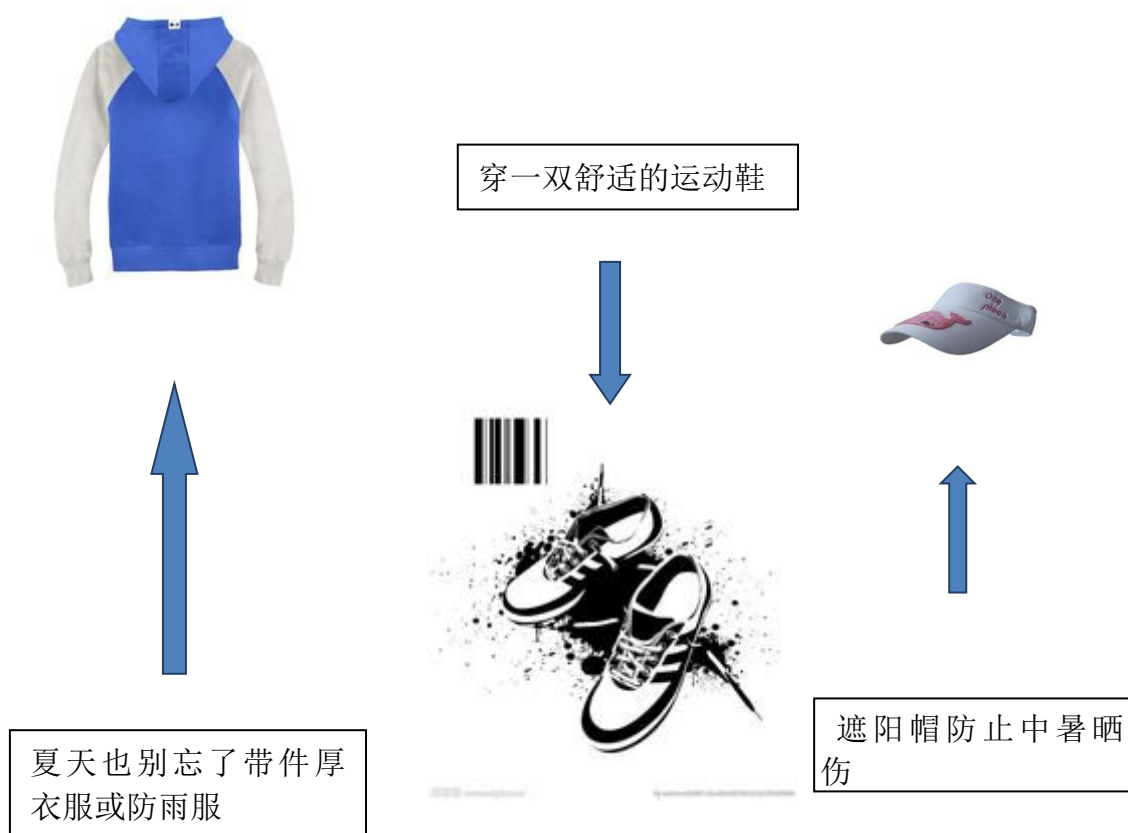 穿一双舒适的运动鞋
Ohh
夏天也别忘了带件厚
衣服或防雨服
遮阳帽防止中暑晒
伤